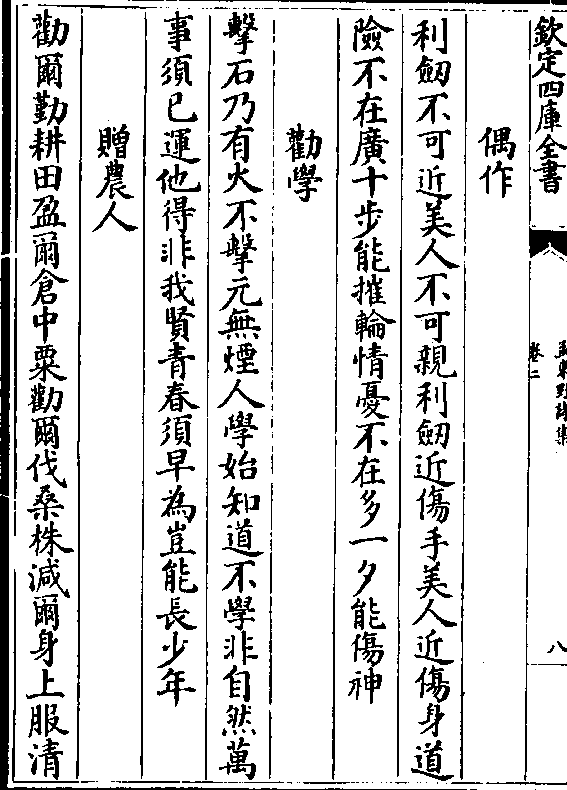 欽定四庫全書
孟東野詩集
卷二
八
偶作
利劒不可近美人不可親利劒近傷手美人近傷身道
險不在廣十步能摧輪情憂不在多一夕能傷神
勸學
擊石乃有火不擊元無煙人學始知道不學非自然萬
事須已運他得非我賢青春須早為豈能長少年
贈農人
勸爾勤耕田盈爾倉中粟勸爾伐桑株減爾身上服清